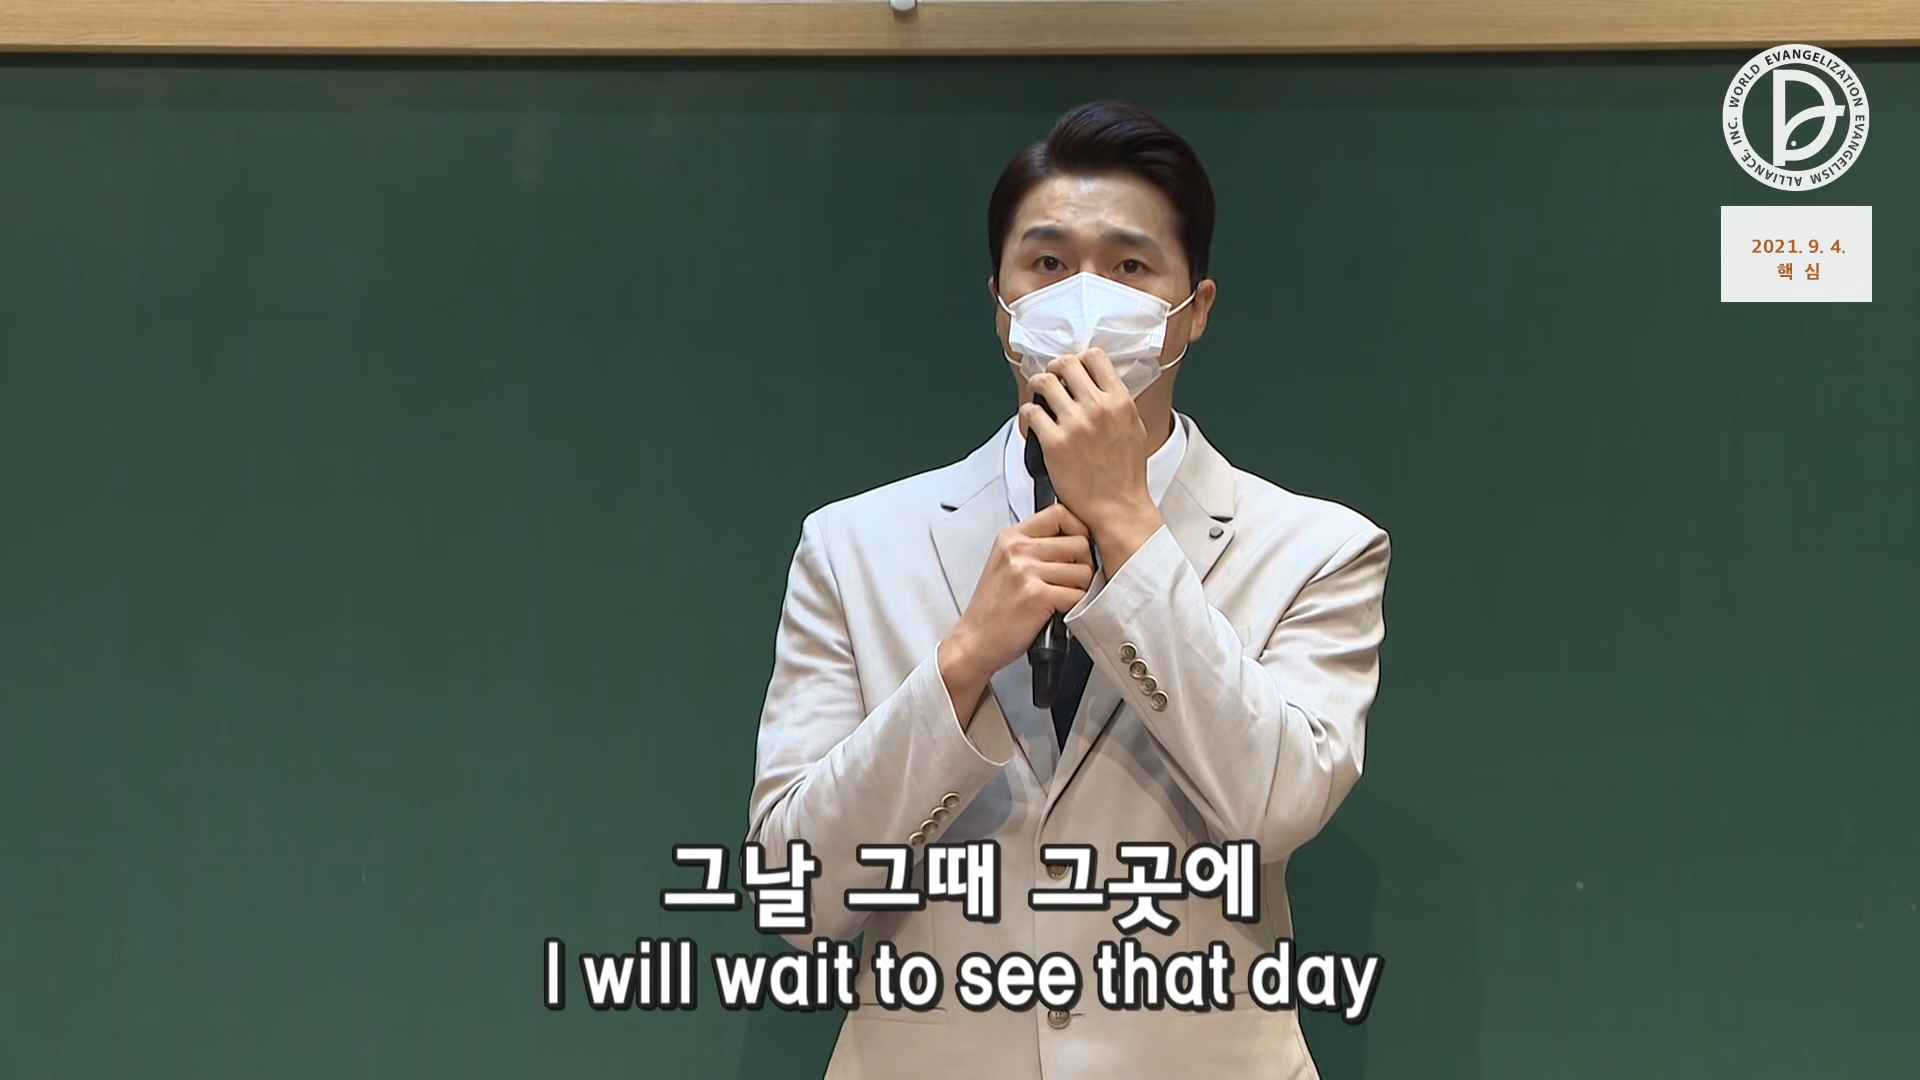 WORLD EVANGELIZATION EVANGELISM ALLIANCE, INC.
2021. 9. 4.
핵 심
그날 그때 그곳에
I will wait to see that day